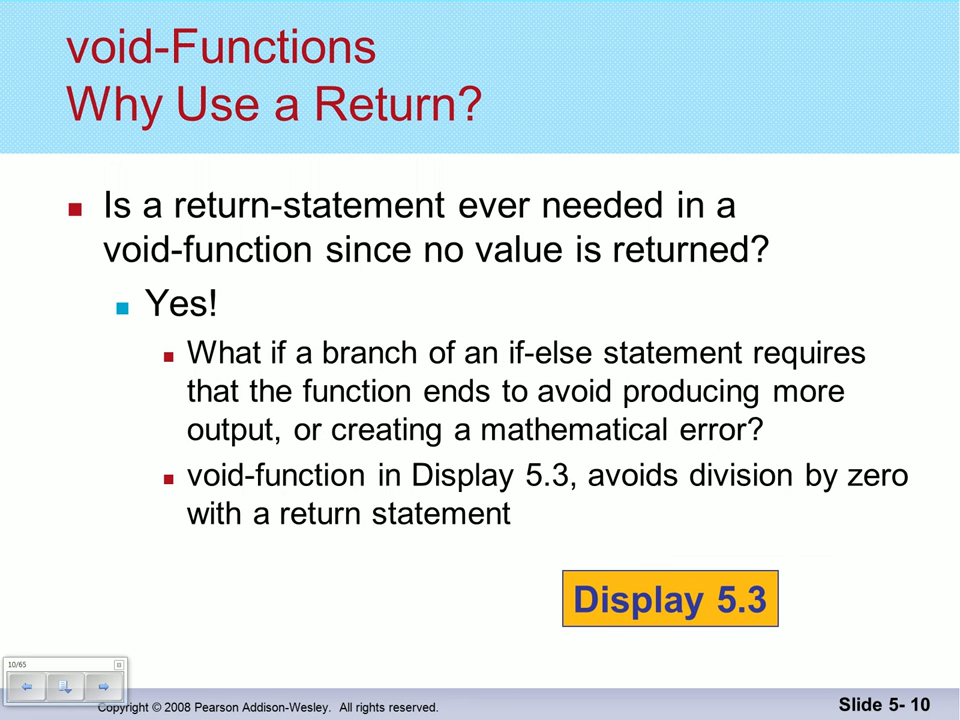 void-Functions
Why Use a Return?
Is a return-statement ever needed in a
void-function since no value is returned?
Yes!
What if a branch of an if-else statement requires
that the function ends to avoid producing more
output, or creating a mathematical error?
void-function in Display 5.3, avoids division by zero
with a return statement
Display 5.3
10/65
Copyright © 2008 Pearson Addison-Wesley. All rights reserved.
Slide 5- 10